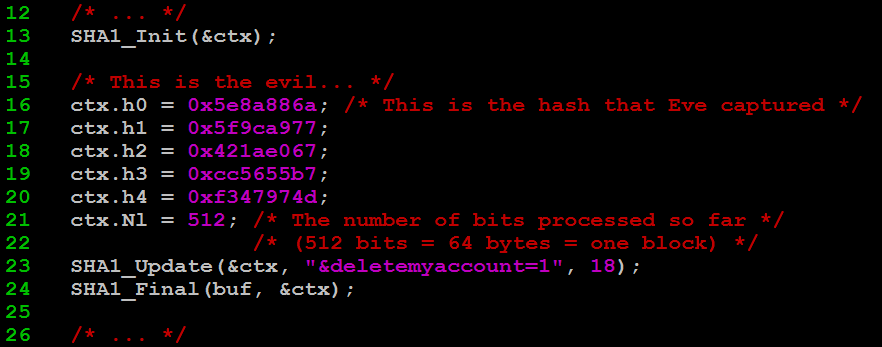 12 /* ... */
13 SHA1_Init(&ctx);
14
15 /* This is the evil... */
16 ctx.h0 = 0x5e8a886a; /* This is the hash that Eve captured */
17 ctx.h1 = 0x5f9ca977;
18 ctx.h2 = 0x421ae067;
19 ctx.h3 = 0xcc5655b7;
20 ctx.h4 = 0xf347974d;
21 ctx.Nl = 512; /* The number of bits processed so far */
22 /* (512 bits = 64 bytes = one block) */
23 SHA1_Update(&ctx, "&deletemyaccount=1", 18);
24 SHA1_Final(buf, &ctx);
25
26 /* ... */